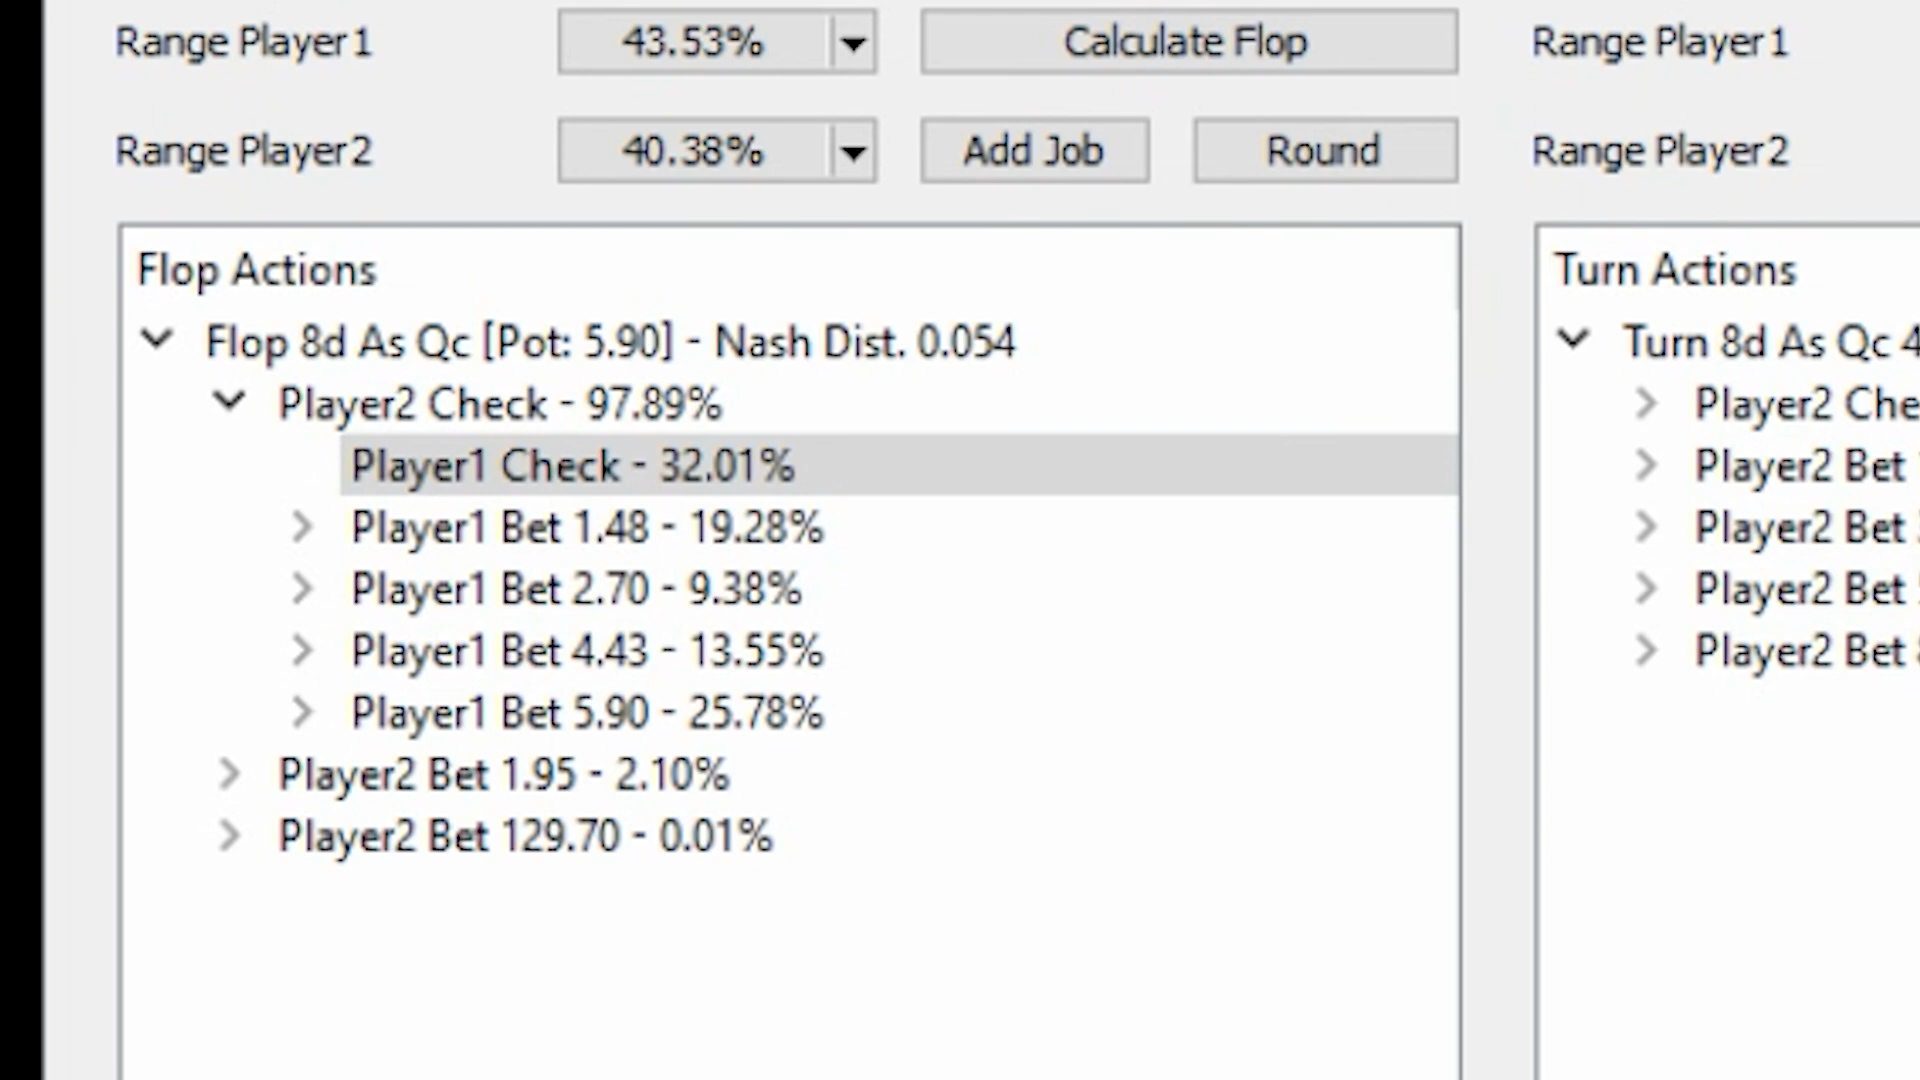 Range Player1 43.53% Calculate Flop Range Player1
Range Player2 40.38% Add Job Round Range Player2
Flop Actions
Flop 8d As Qc [Pot: 5.90] - Nash Dist. 0.054
Player2 Check - 97.89%
Player1 Check - 32.01%
Player1 Bet 1.48 - 19.28%
Player1 Bet 2.70 - 9.38%
Player1 Bet 4.43 - 13.55%
Player1 Bet 5.90 - 25.78%
Player2 Bet 1.95 - 2.10%
Player2 Bet 129.70 - 0.01%
Turn Actions
Turn 8d As Qc 4
Player2 Che
Player2 Bet
Player2 Bet
Player2 Bet
Player2 Bet